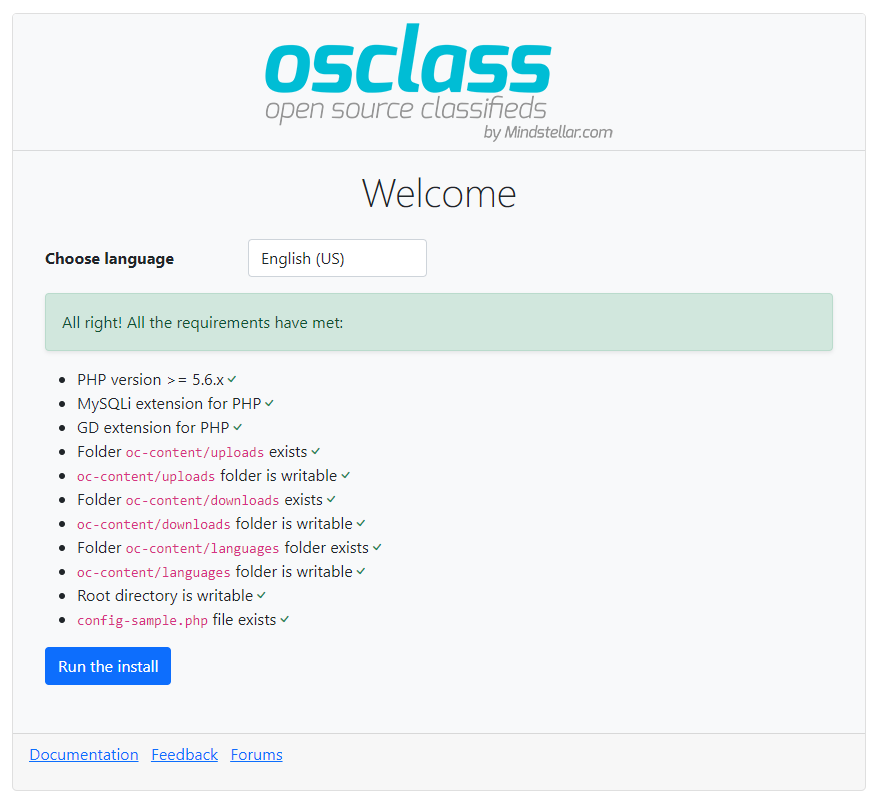 osclass
open source classifieds
by Mindstellar.com
Welcome
Choose language English (US)
All right! All the requirements have met:
PHP version >= 5.6.x
MySQLi extension for PHP
GD extension for PHP
Folder oc-content/uploads exists
oc-content/uploads folder is writable
Folder oc-content/downloads exists
oc-content/downloads folder is writable
Folder oc-content/languages folder exists
oc-content/languages folder is writable
Root directory is writable
config-sample.php file exists
Run the install
Documentation Feedback Forums